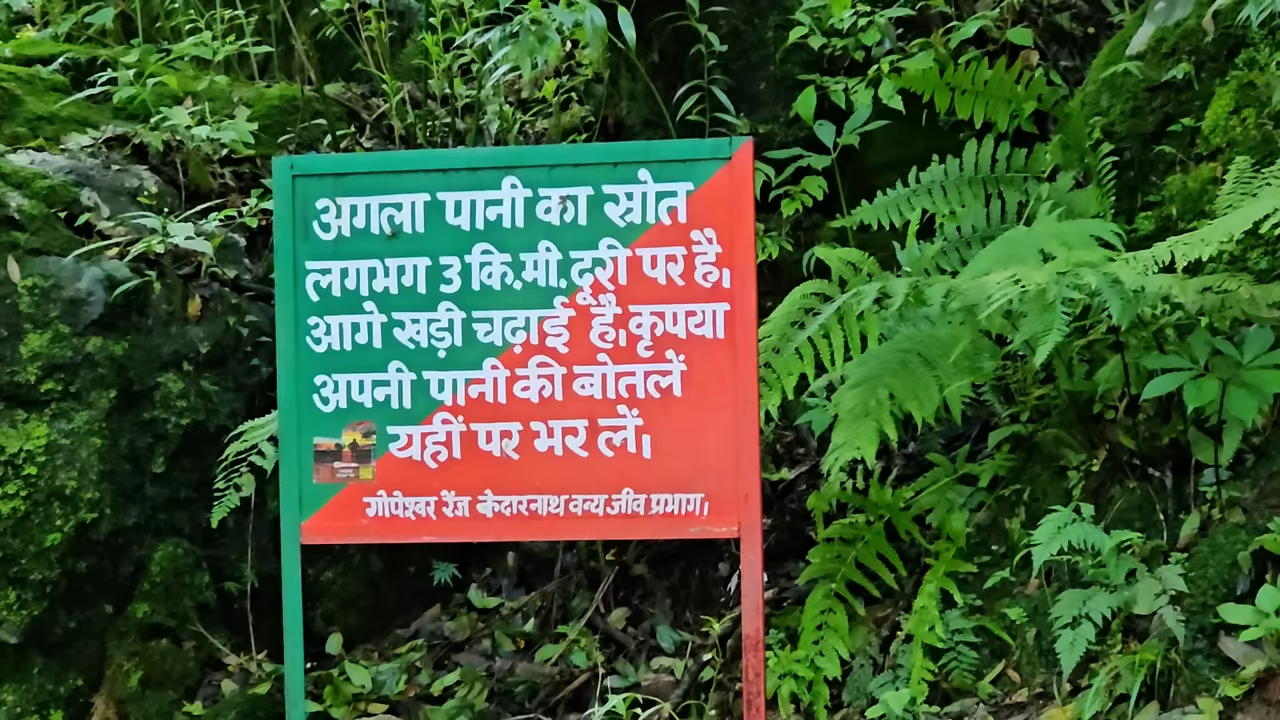 अगला पानी का स्रोत
लगभग 3 कि.मी. दूरी पर है,
आगे खड़ी चढ़ाई है, कृपया
अपनी पानी की बोतलें
यहीं पर भर लें,
गोपेश्वर रेंज केदारनाथ वन्य जीव प्रभाग,